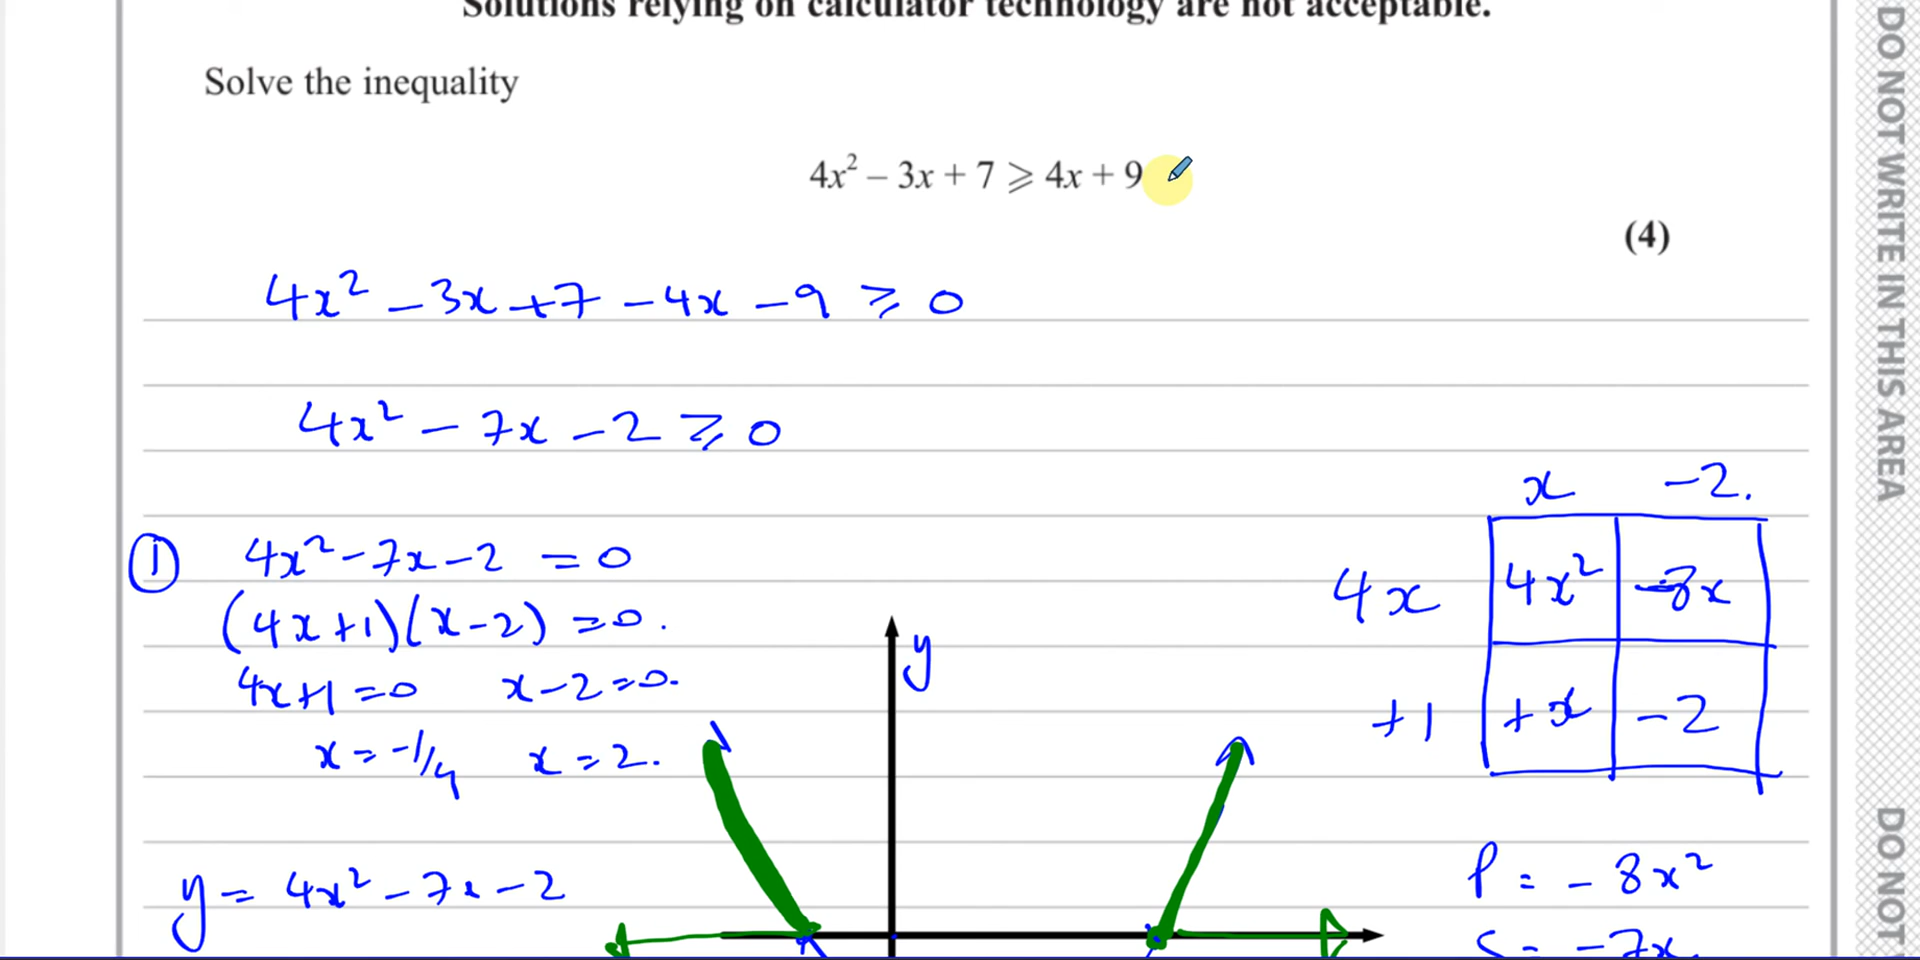 Solutions relying on calculator technology are not acceptable.
Solve the inequality
4x² – 3x + 7 ⩾ 4x + 9
(4)
4x² – 3x + 7 – 4x – 9 ⩾ 0
4x² – 7x – 2 ⩾ 0
① 4x² – 7x – 2 = 0
(4x+1)(x–2) = 0.
4x+1 = 0 x–2 = 0.
x = –1/4 x = 2.
y = 4x² – 7x – 2
y
x –2.
4x 4x² –8x
+1 +x –2
P = – 8x²
S = –7x
DO NOT WRITE IN THIS AREA
DO NOT